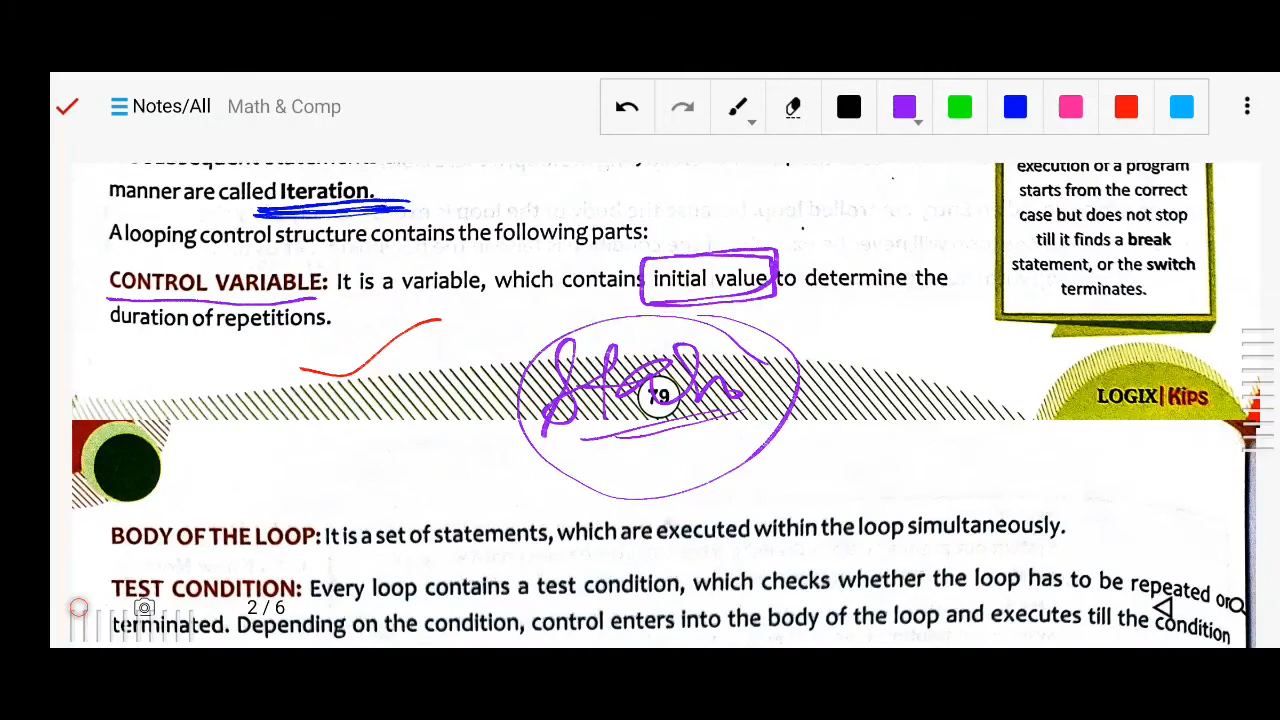 Notes/All Math & Comp
manner are called Iteration.
A looping control structure contains the following parts:
CONTROL VARIABLE: It is a variable, which contains initial value to determine the
duration of repetitions.
execution of a program
starts from the correct
case but does not stop
till it finds a break
statement, or the switch
terminates.
79
LOGIX|Kips
BODY OF THE LOOP: It is a set of statements, which are executed within the loop simultaneously.
TEST CONDITION: Every loop contains a test condition, which checks whether the loop has to be repeated or
2 / 6
terminated. Depending on the condition, control enters into the body of the loop and executes till the condition